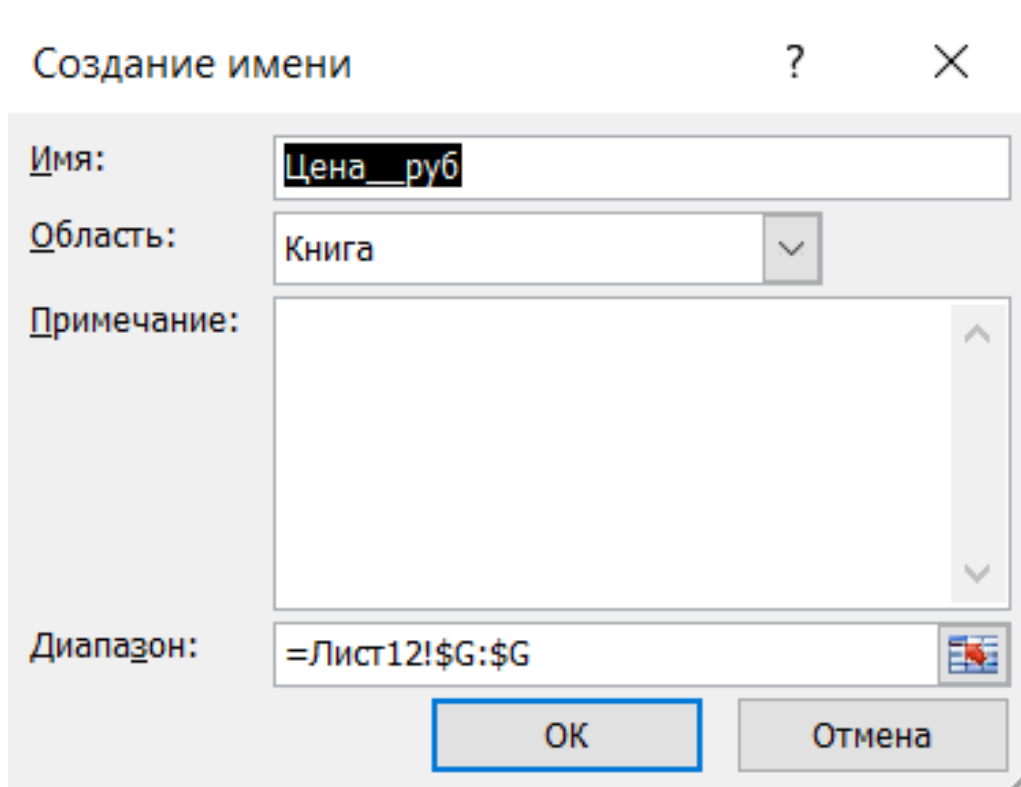 Создание имени ?
Имя: Цена__руб
Область: Книга
Примечание:
Диапазон: =Лист12!$G:$G
ОК Отмена